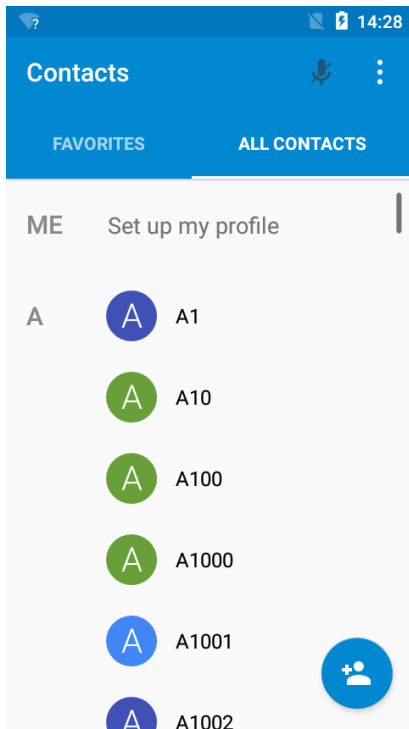 14:28
Contacts
FAVORITES
ALL CONTACTS
ME
Set up my profile
A
A A1
A A10
A A100
A A1000
A A1001
A A1002